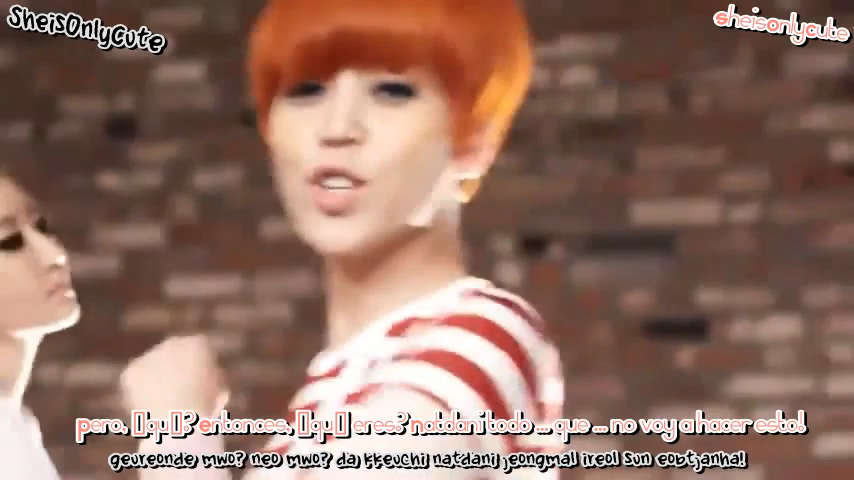 SheisOnlyCute
SheisOnlyCute
Pero, ▯qu▯? Entonces, ▯qu▯ eres? Natdani todo ... que ... no voy a hacer esto!
geureonde mwo? neo mwo? da kkeuchi natdani jeongmal ireol sun eobtjanha!